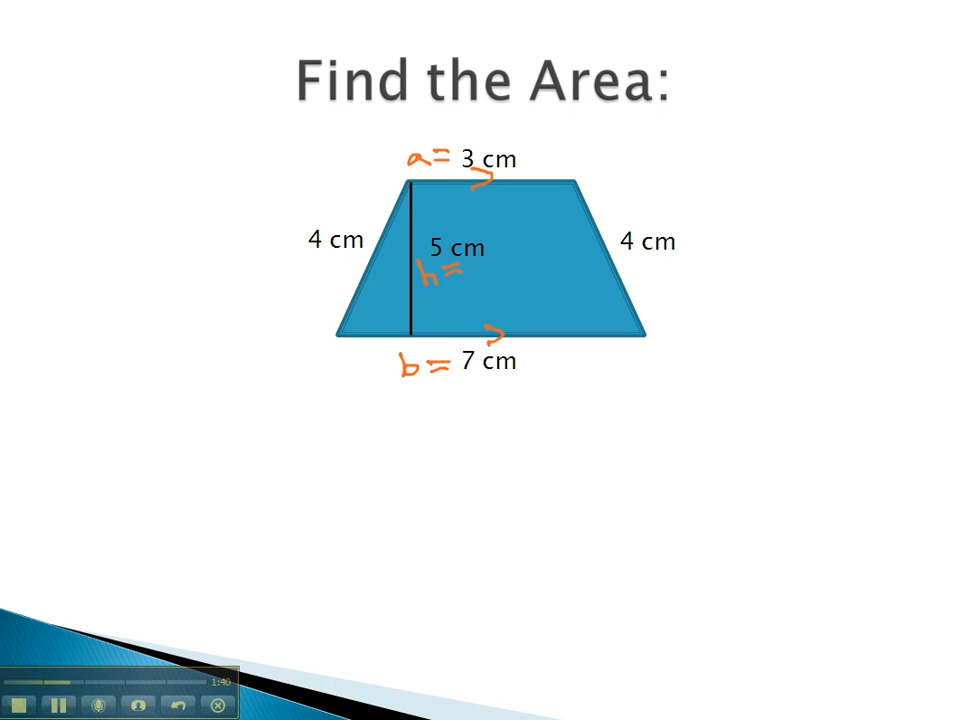 Find the Area:
a= 3 cm
4 cm
5 cm
4 cm
h=
b= 7 cm
1:40